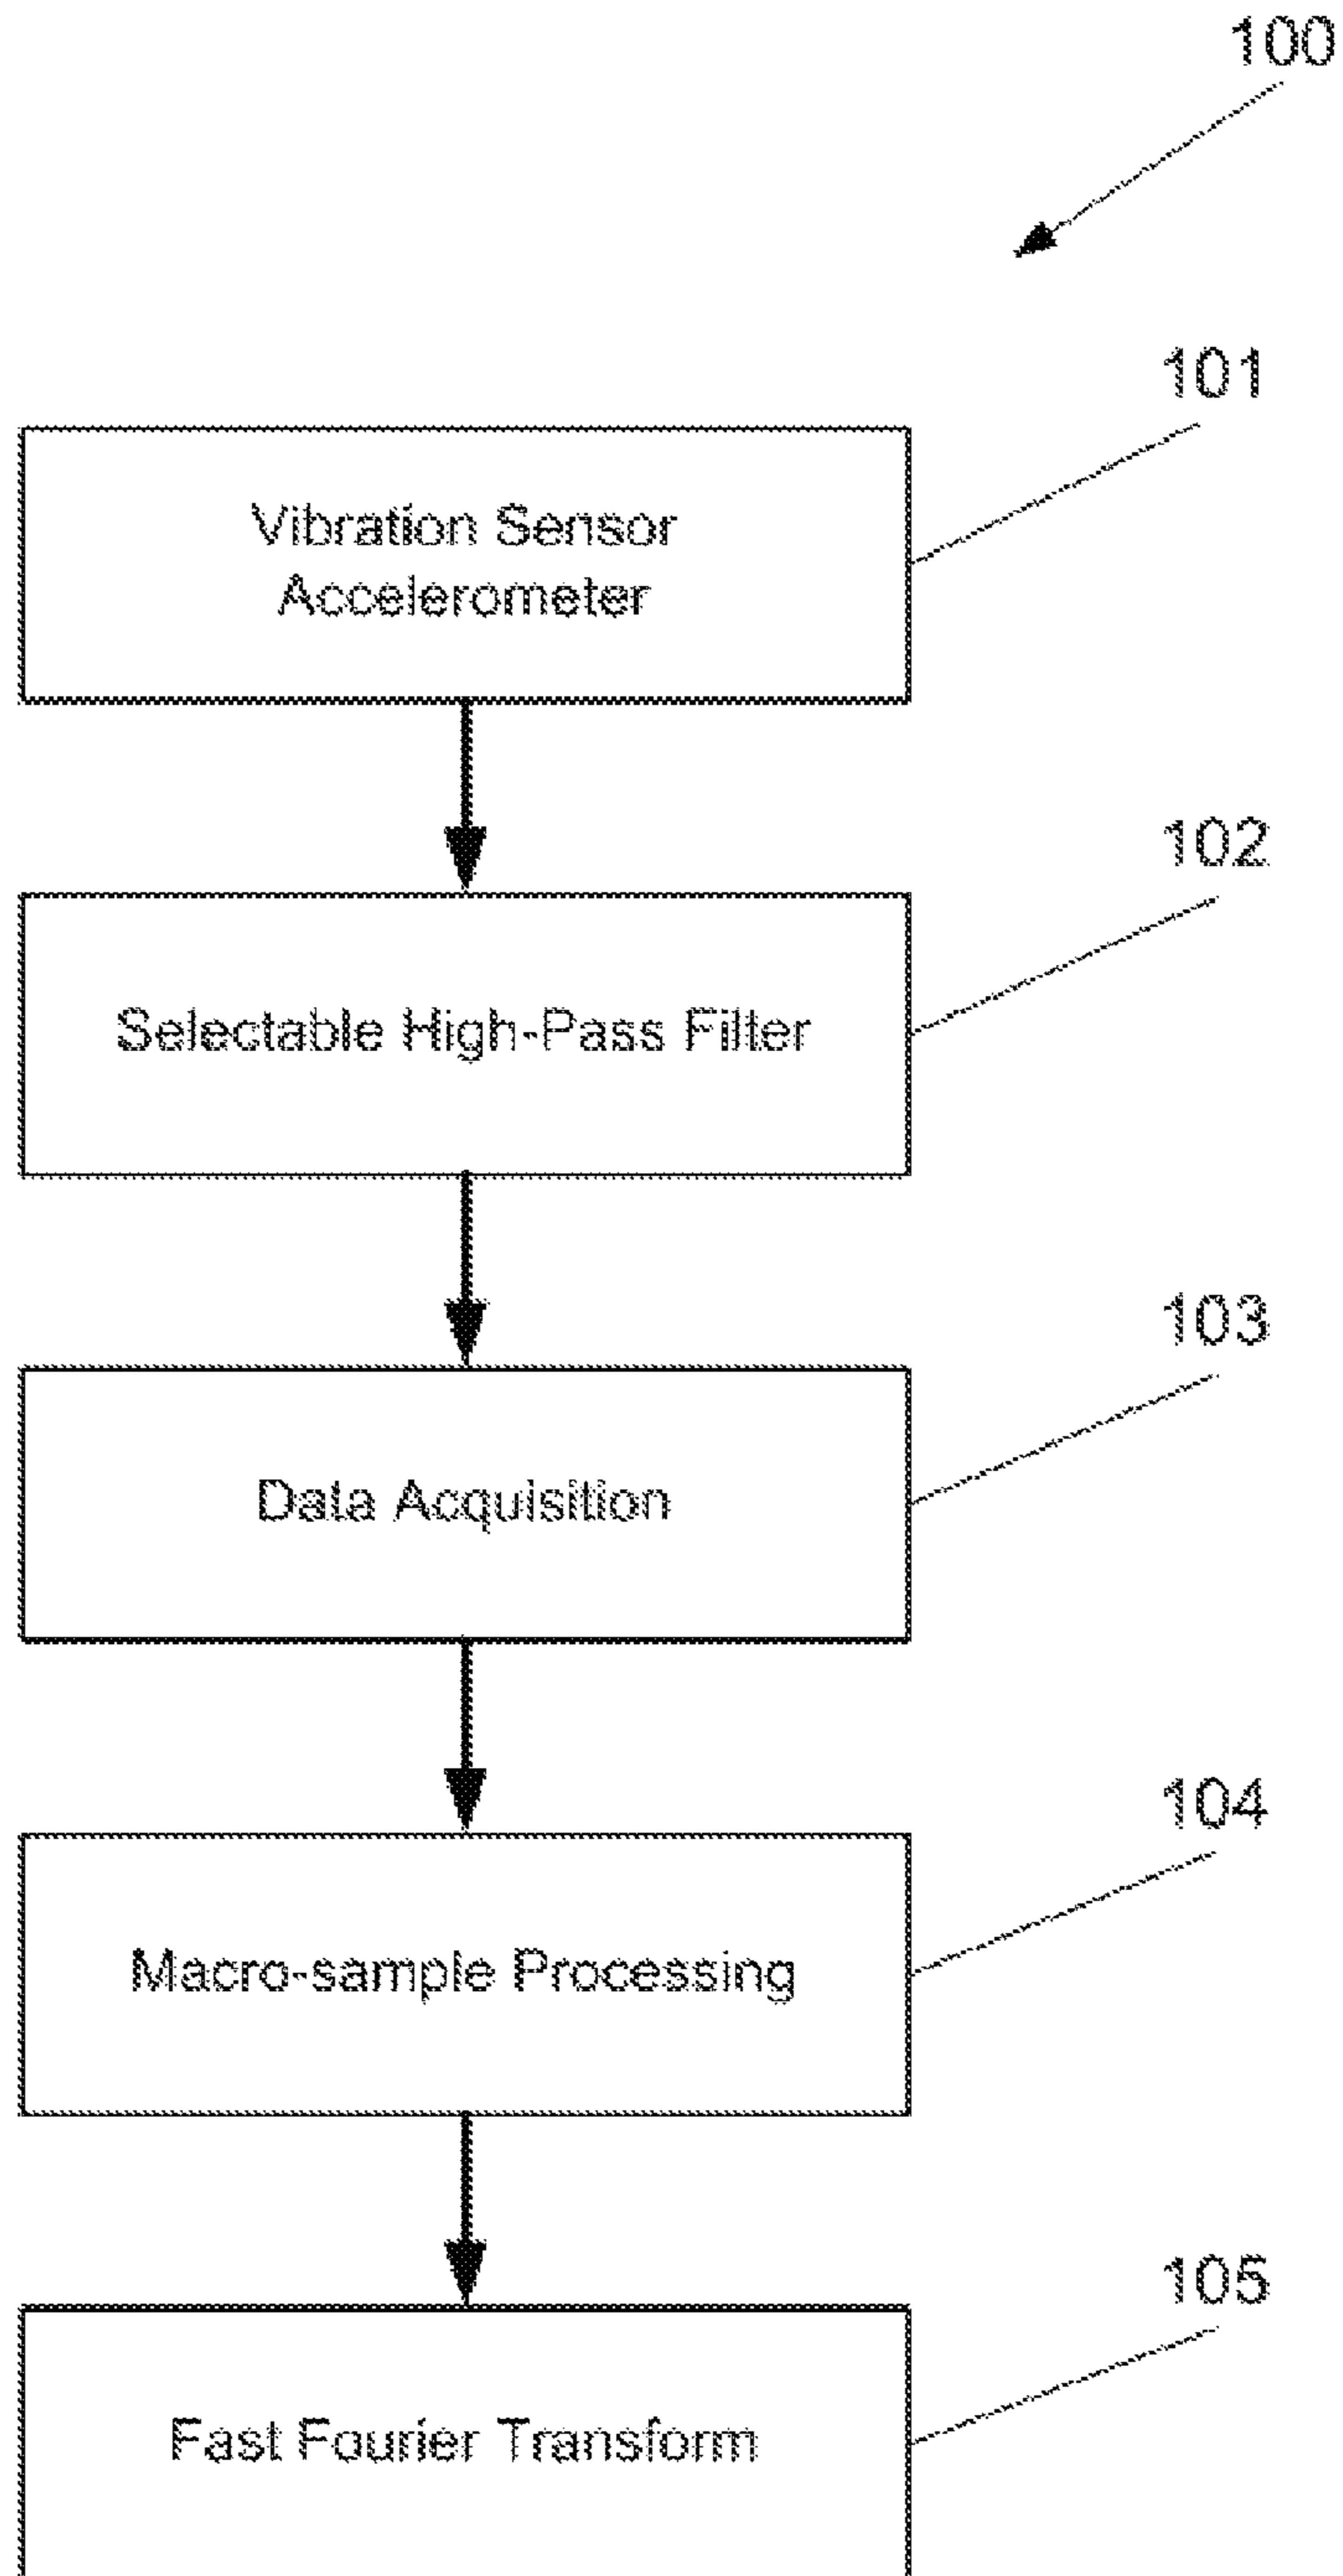 100
101
Vibration Sensor
Accelerometer
102
Selectable High-Pass Filter
103
Data Acquisition
104
Macro-sample Processing
105
Fast Fourier Transform